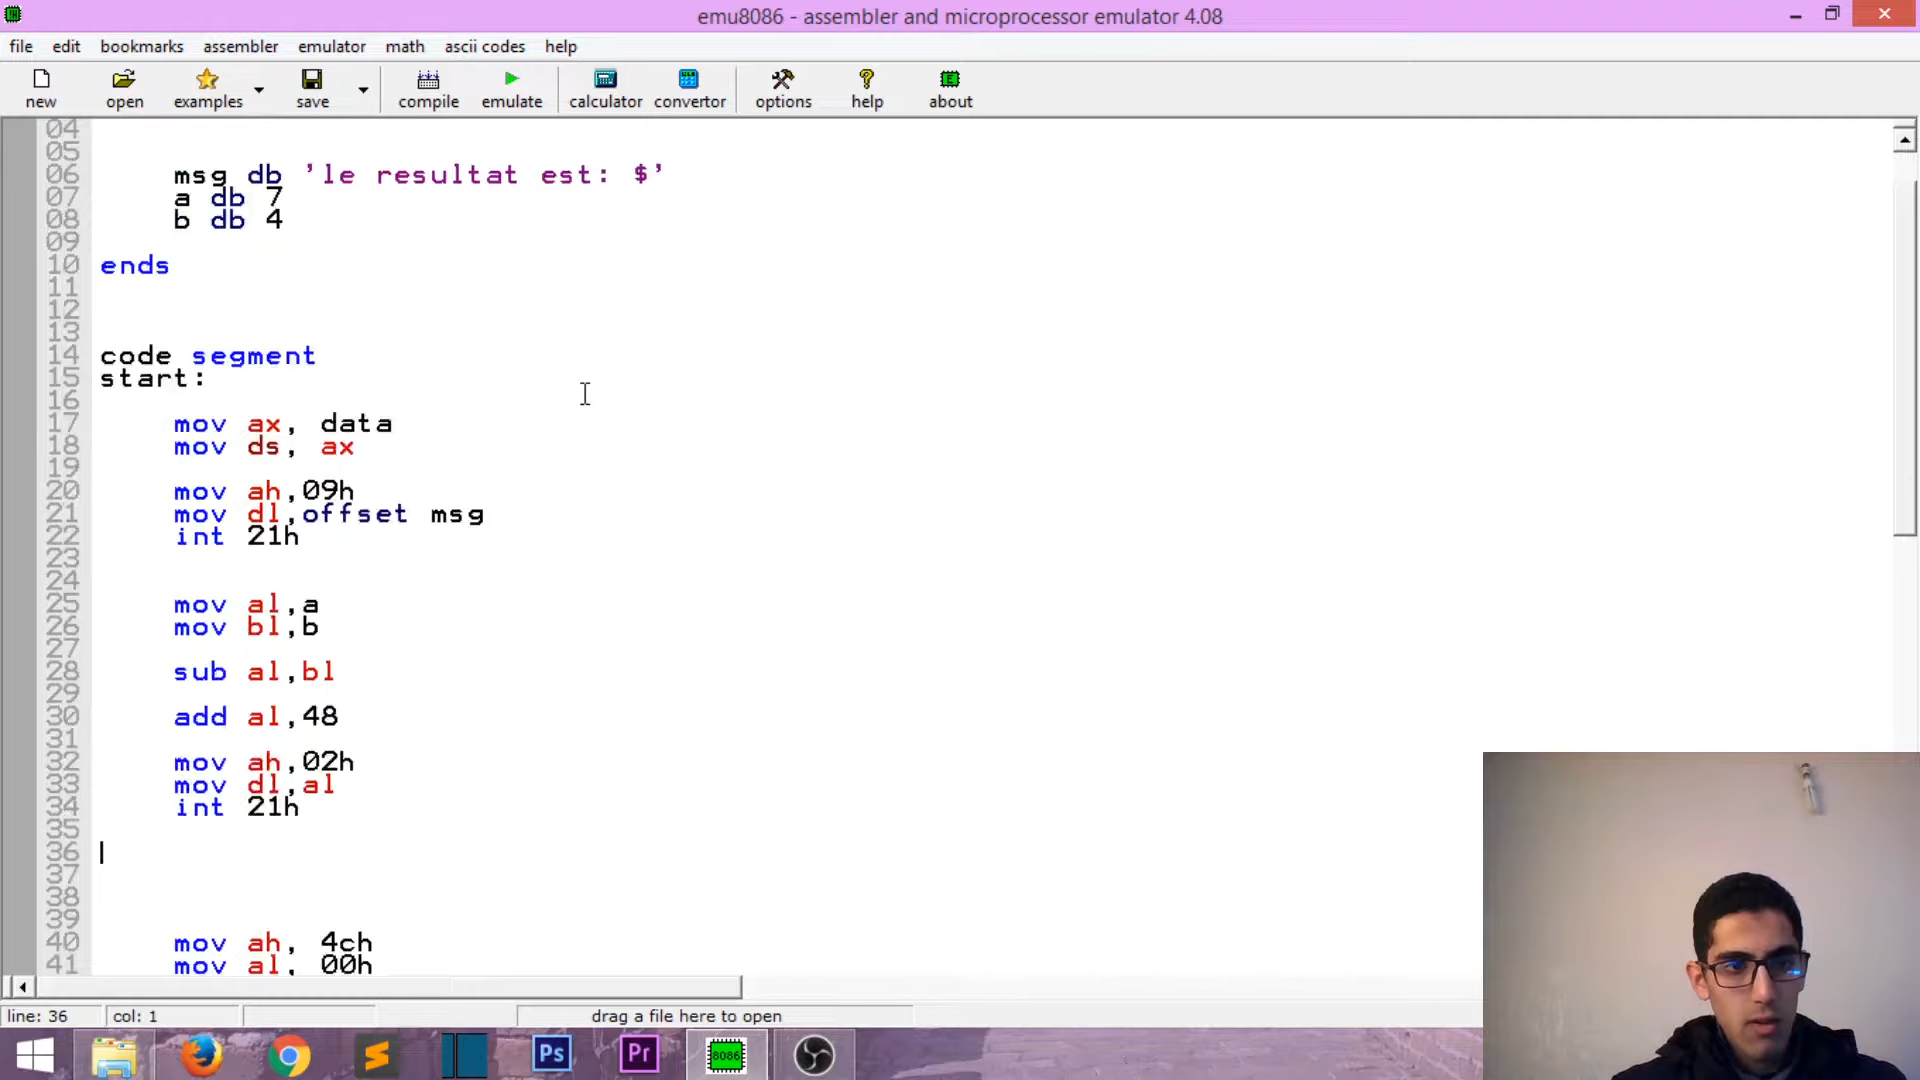 emu8086 - assembler and microprocessor emulator 4.08
file edit bookmarks assembler emulator math ascii codes help
new open examples save compile emulate calculator convertor options help about
04
05
06 msg db 'le resultat est: $'
07 a db 7
08 b db 4
09
10 ends
11
12
13
14 code segment
15 start:
16
17 mov ax, data
18 mov ds, ax
19
20 mov ah,09h
21 mov dl,offset msg
22 int 21h
23
24
25 mov al,a
26 mov bl,b
27
28 sub al,bl
29
30 add al,48
31
32 mov ah,02h
33 mov dl,al
34 int 21h
35
36
37
38
39
40 mov ah, 4ch
41 mov al, 00h
line: 36 col: 1 drag a file here to open
Ps Pr 8086